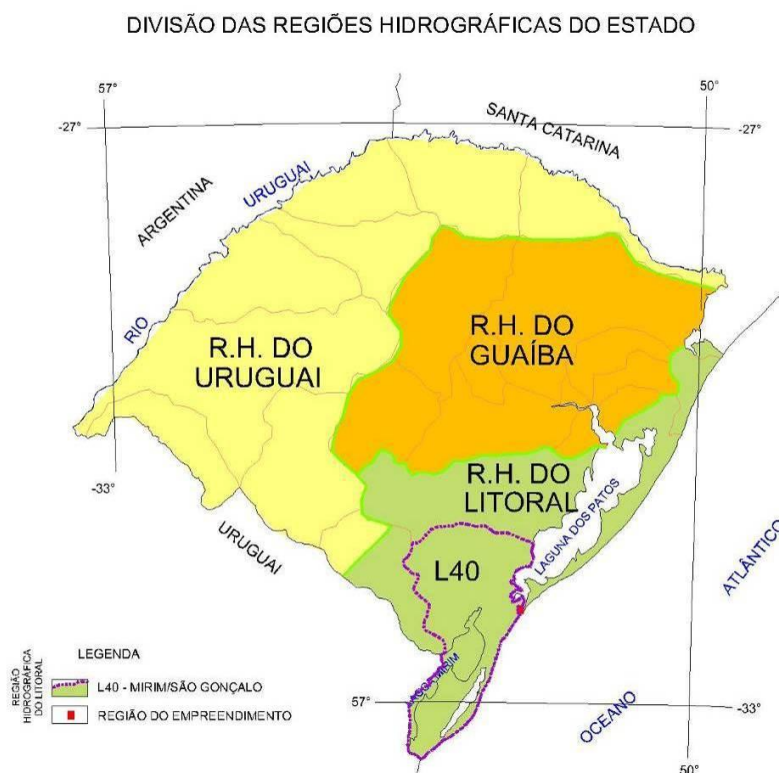 DIVISÃO DAS REGIÕES HIDROGRÁFICAS DO ESTADO
57°
50°
-27°
-27°
SANTA CATARINA
ARGENTINA
RIO
URUGUAI
R.H. DO
URUGUAI
R.H. DO
GUAÍBA
-33°
R.H. DO
LITORAL
LAGUNA DOS PATOS
URUGUAI
L40
ATLÂNTICO
LAGOA MIRIM
57°
-33°
OCEANO
50°
LEGENDA
REGIÃO
HIDROGRÁFICA
DO LITORAL
L40 - MIRIM/SÃO GONÇALO
REGIÃO DO EMPREENDIMENTO